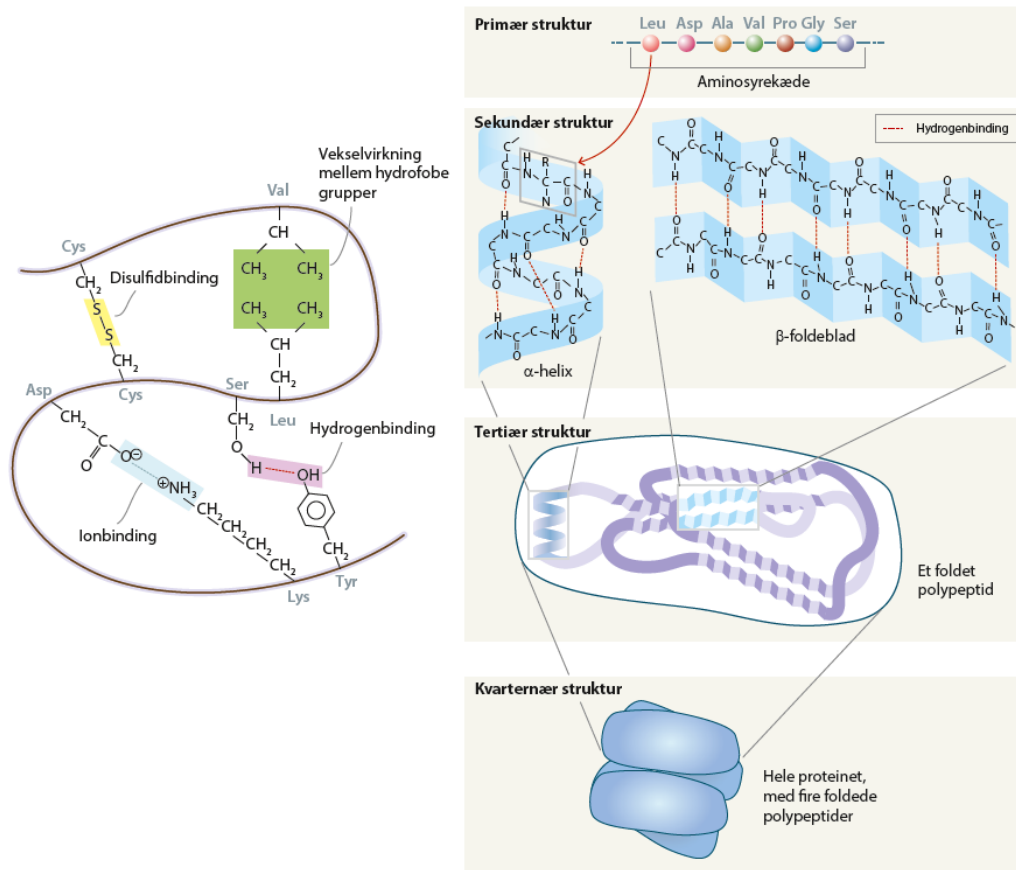 Vekselvirkning
mellem hydrofobe
grupper
Val
CH
CH3 CH3
CH3 CH3
CH
CH2
Leu
Cys
CH2
S
S
CH2
Cys
Disulfidbinding
Asp
CH2
C
O O⊖
⊕NH3
CH2
CH2
CH2
CH2
Lys
Ionbinding
Ser
CH2
O
H OH
Hydrogenbinding
CH2
Tyr
Primær struktur
Leu Asp Ala Val Pro Gly Ser
Aminosyrekæde
Sekundær struktur
Hydrogenbinding
α-helix
β-foldeblad
Tertiær struktur
Et foldet
polypeptid
Kvarternær struktur
Hele proteinet,
med fire foldede
polypeptider